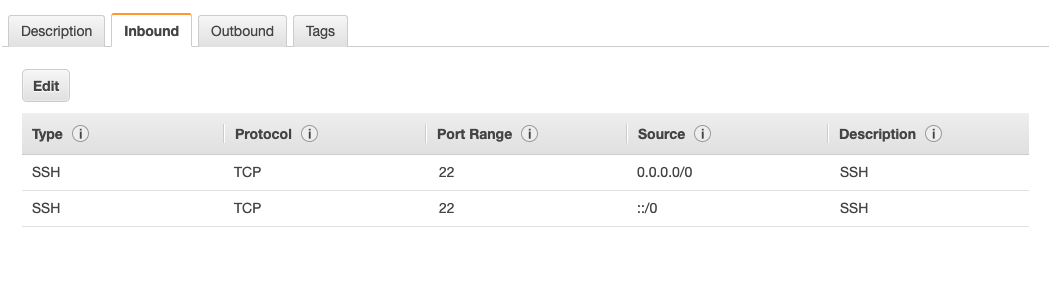 Description Inbound Outbound Tags
Edit
Type i Protocol i Port Range i Source i Description i
SSH TCP 22 0.0.0.0/0 SSH
SSH TCP 22 ::/0 SSH